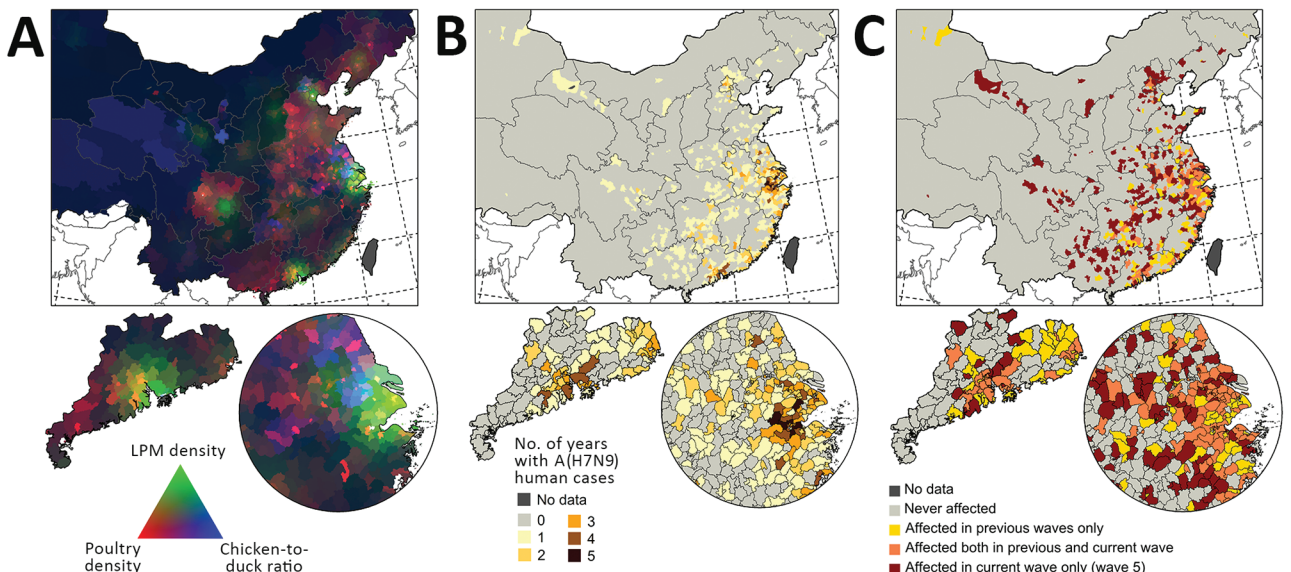 A
B
C
LPM density
Poultry
density
Chicken-to-
duck ratio
No. of years
with A(H7N9)
human cases
No data
0
1
2
3
4
5
No data
Never affected
Affected in previous waves only
Affected both in previous and current wave
Affected in current wave only (wave 5)